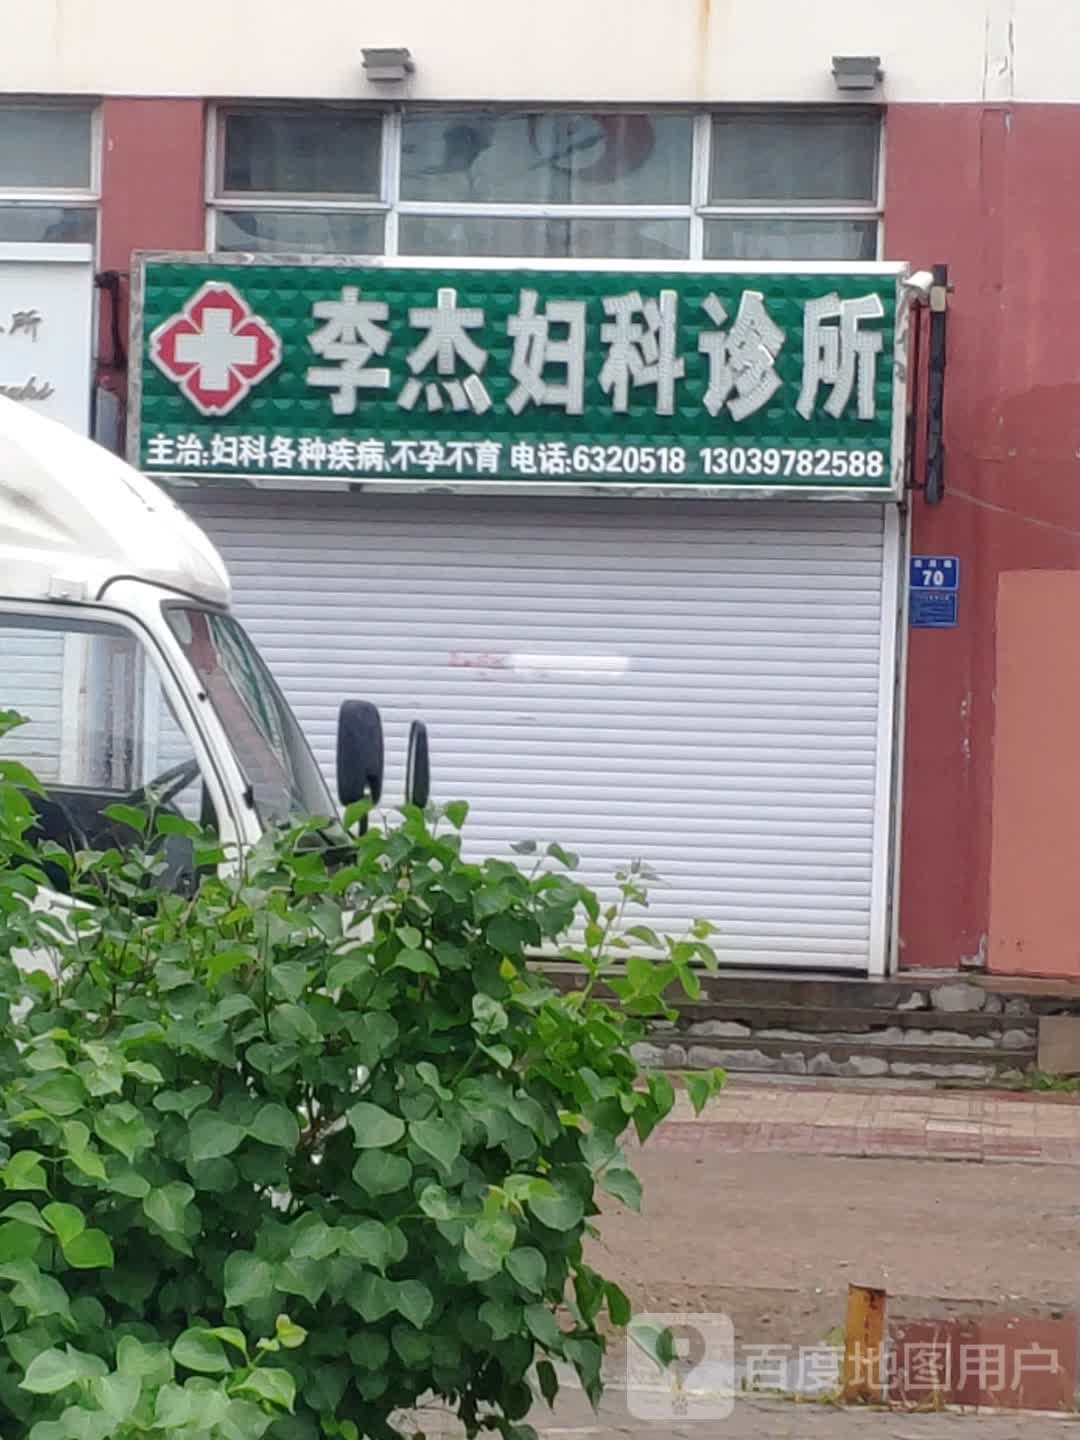 李杰妇科诊所
主治:妇科各种疾病、不孕不育 电话:6320518 13039782588
所
70
百度地图用户